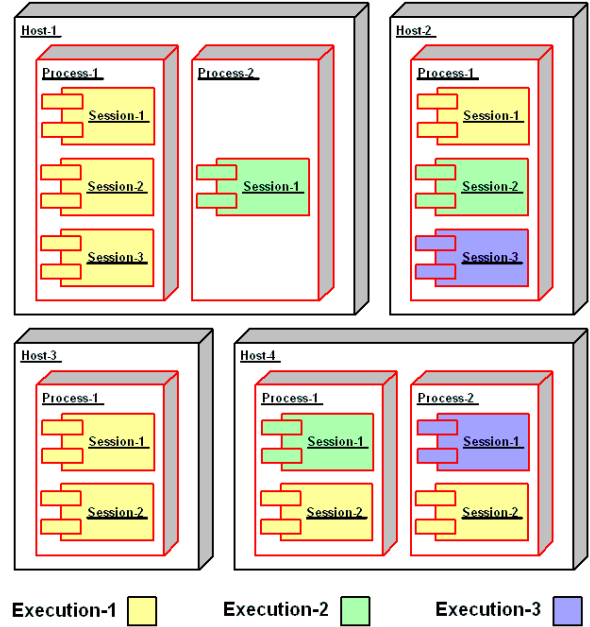 Host-1
Process-1
Session-1
Session-2
Session-3
Process-2
Session-1
Host-2
Process-1
Session-1
Session-2
Session-3
Host-3
Process-1
Session-1
Session-2
Host-4
Process-1
Session-1
Session-2
Process-2
Session-1
Session-2
Execution-1
Execution-2
Execution-3